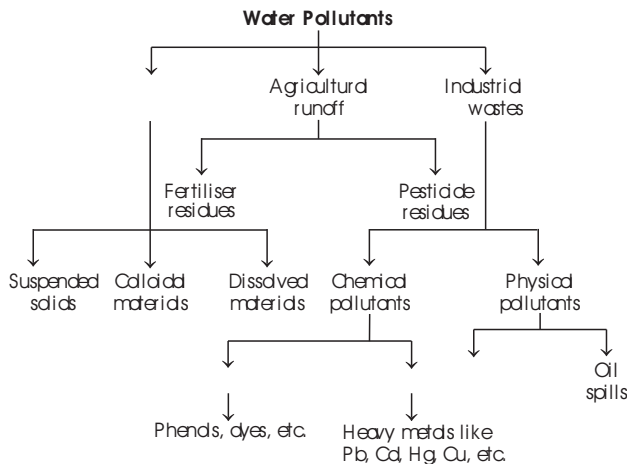 Water Pollutants
Agricultural
runoff
Industrial
wastes
Fertiliser
residues
Pesticide
residues
Suspended
solids
Colloidal
materials
Dissolved
materials
Chemical
pollutants
Physical
pollutants
Oil
spills
Phenols, dyes, etc.
Heavy metals like
Pb, Cd, Hg, Cu, etc.